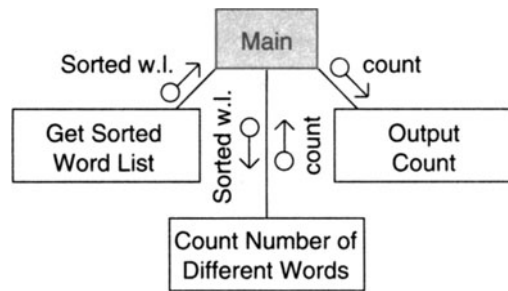 Main
Sorted w.l.
count
Get Sorted
Word List
Sorted w.l.
count
Output
Count
Count Number of
Different Words